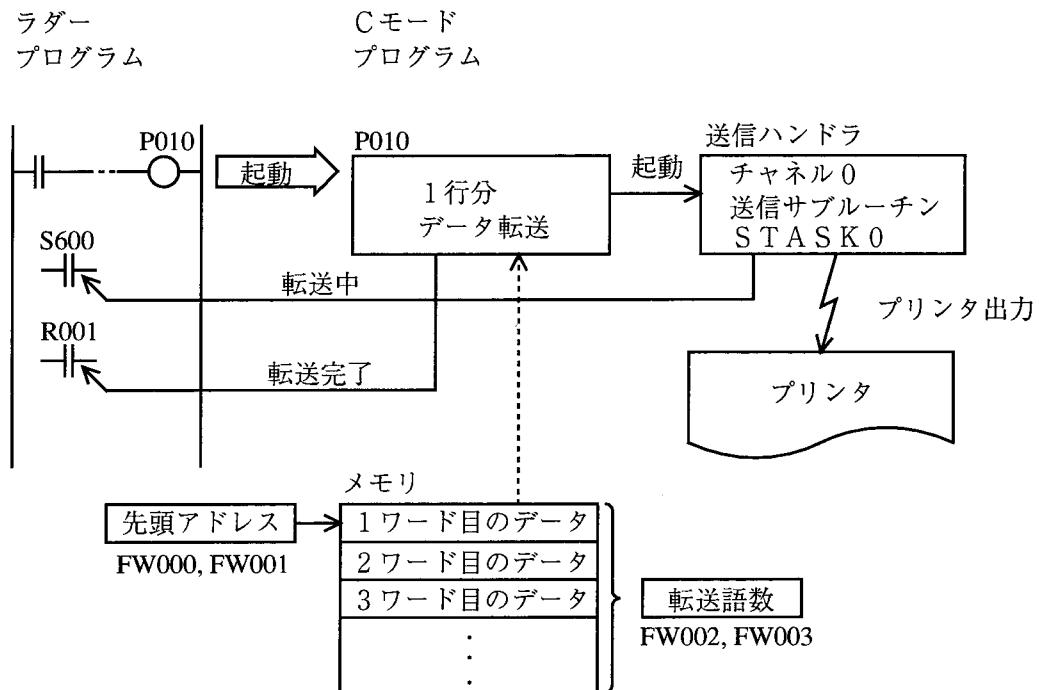 ラダー
プログラム
Cモード
プログラム
P010
起動
P010
1行分
データ転送
起動
送信ハンドラ
チャネル0
送信サブルーチン
STASK0
S600
転送中
R001
転送完了
プリンタ出力
プリンタ
メモリ
先頭アドレス
FW000, FW001
1ワード目のデータ
2ワード目のデータ
3ワード目のデータ
転送語数
FW002, FW003